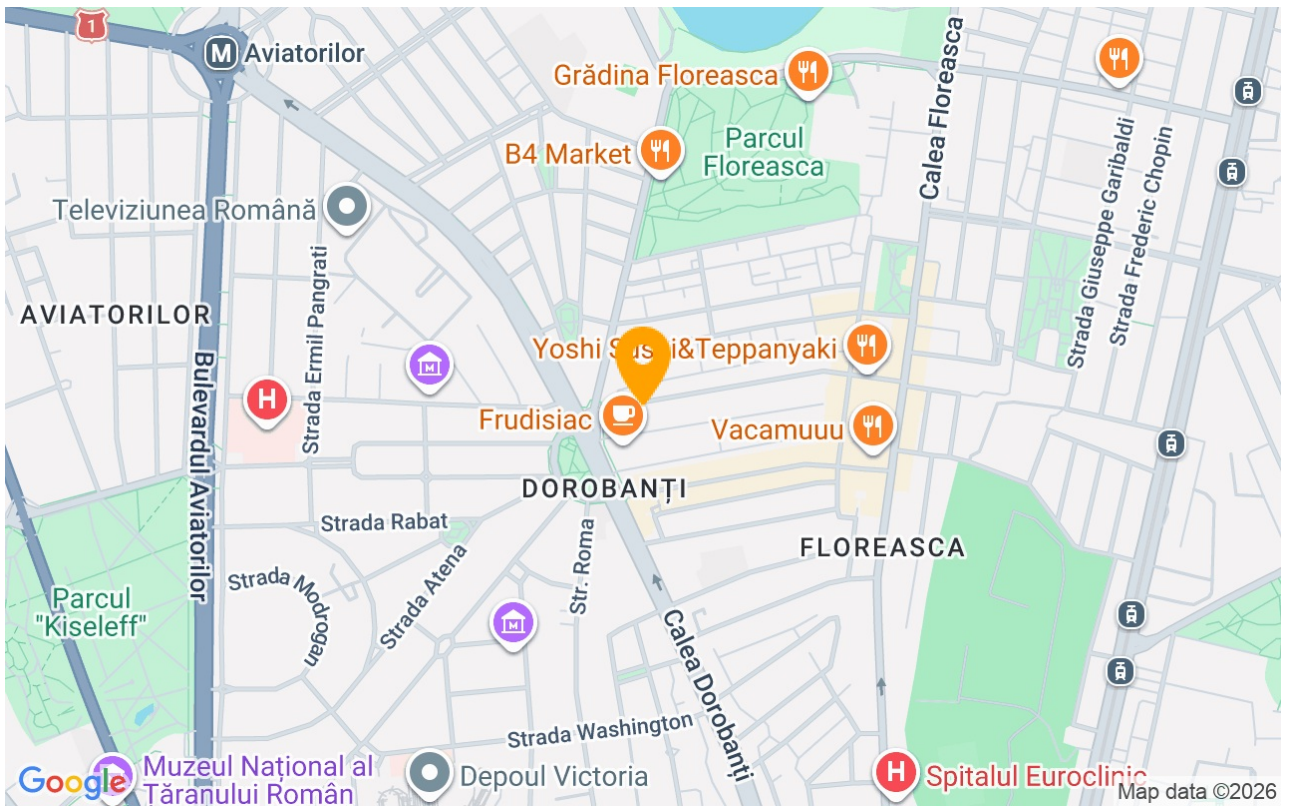 1
M Aviatorilor
Grădina Floreasca
B4 Market
Parcul
Floreasca
Calea Floreasca
Strada Giuseppe Garibaldi
Strada Frederic Chopin
Televiziunea Română
Strada Ermil Pangrati
AVIATORILOR
Bulevardul Aviatorilor
M
H
Yoshi Sushi&Teppanyaki
Frudisiac
Vacamuuu
DOROBANȚI
FLOREASCA
Strada Rabat
Strada Atena
Str. Roma
Strada Modrogan
Parcul
"Kiseleff"
M
Calea Dorobanți
Strada Washington
Muzeul Național al
Țăranului Român
Depoul Victoria
H Spitalul Euroclinic
Google
Map data ©2026